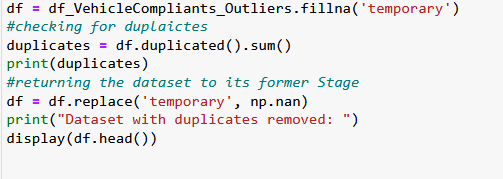 df = df_VehicleCompliants_Outliers.fillna('temporary')
#checking for duplaictes
duplicates = df.duplicated().sum()
print(duplicates)
#returning the dataset to its former Stage
df = df.replace('temporary', np.nan)
print("Dataset with duplicates removed: ")
display(df.head())